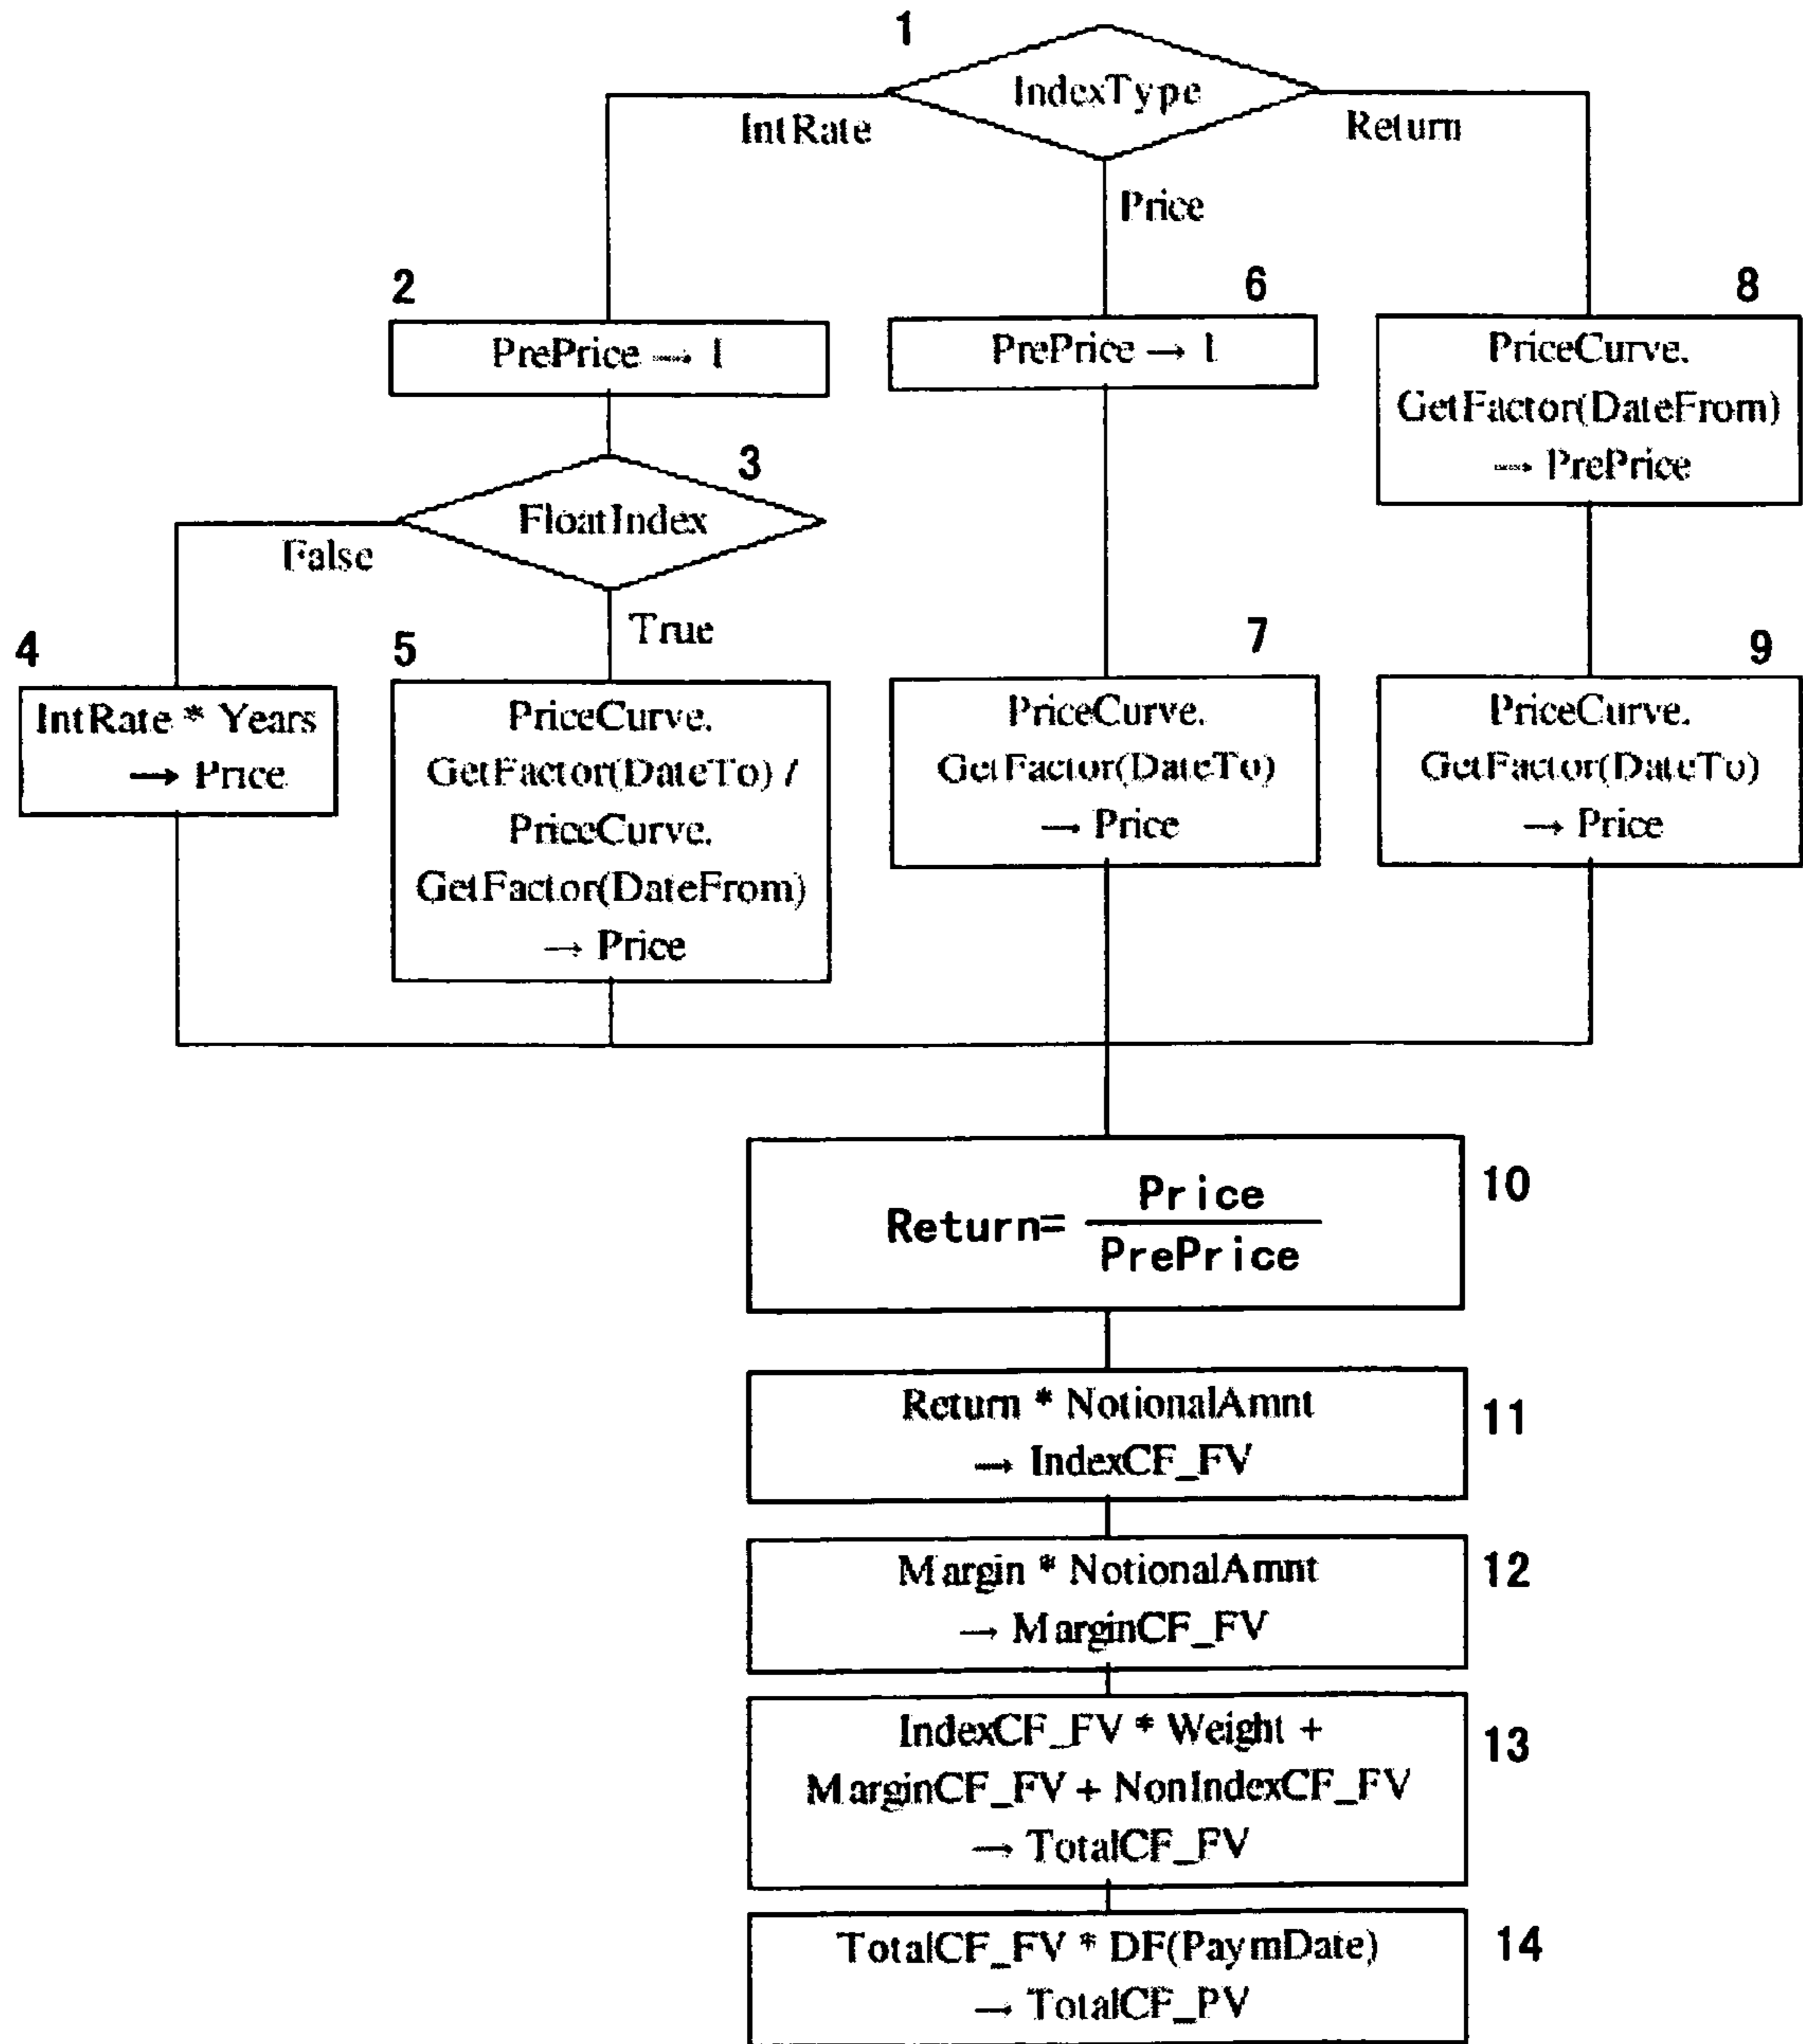 1
IndexType
IntRate
Return
Price
2
PrePrice → 1
6
PrePrice → 1
8
PriceCurve.
GetFactor(DateFrom)
→ PrePrice
3
FloatIndex
False
True
4
IntRate * Years
→ Price
5
PriceCurve.
GetFactor(DateTo) /
PriceCurve.
GetFactor(DateFrom)
→ Price
7
PriceCurve.
GetFactor(DateTo)
→ Price
9
PriceCurve.
GetFactor(DateTo)
→ Price
10
Return= Price
PrePrice
Return * NotionalAmnt
11
→ IndexCF_FV
Margin * NotionalAmnt
12
→ MarginCF_FV
IndexCF_FV * Weight +
13
MarginCF_FV + NonIndexCF_FV
→ TotalCF_FV
TotalCF_FV * DF(PaymDate)
14
→ TotalCF_PV